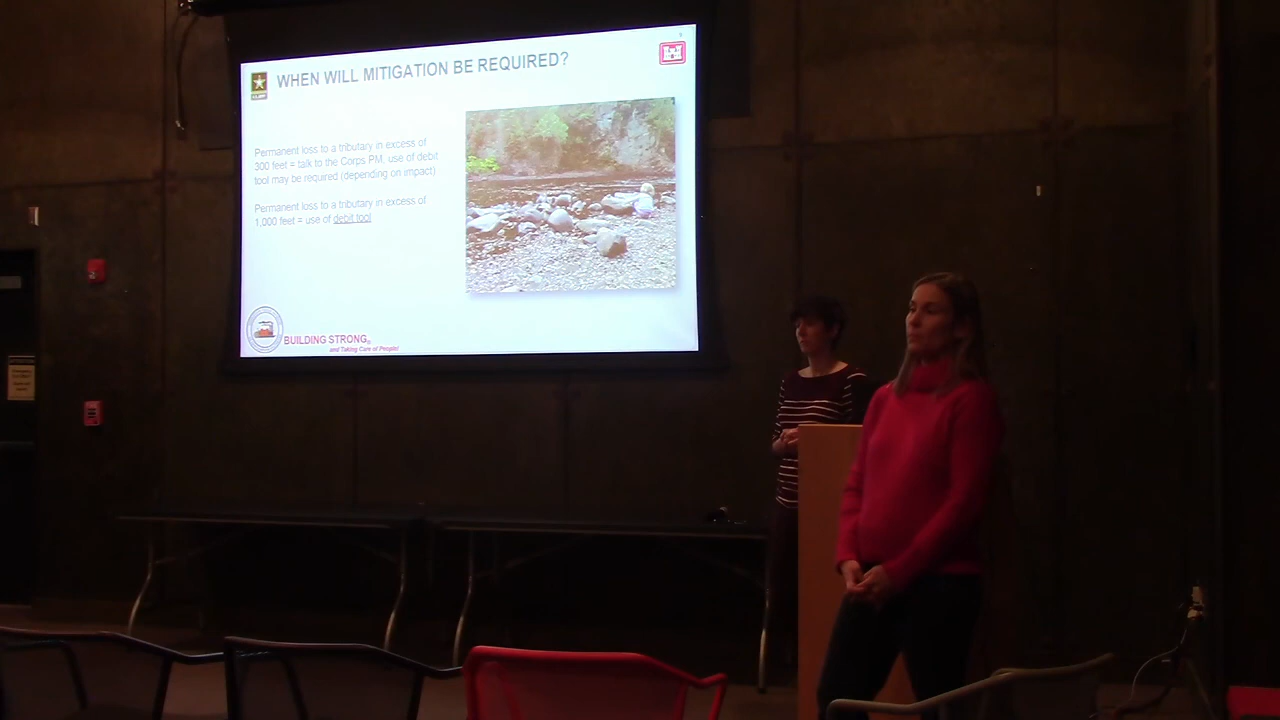 WHEN WILL MITIGATION BE REQUIRED?
Permanent loss to a tributary in excess of
300 feet = talk to the Corps PM, use of debit
tool may be required (depending on impact)
Permanent loss to a tributary in excess of
1,000 feet = use of debit tool
BUILDING STRONG®
and Taking Care of People!